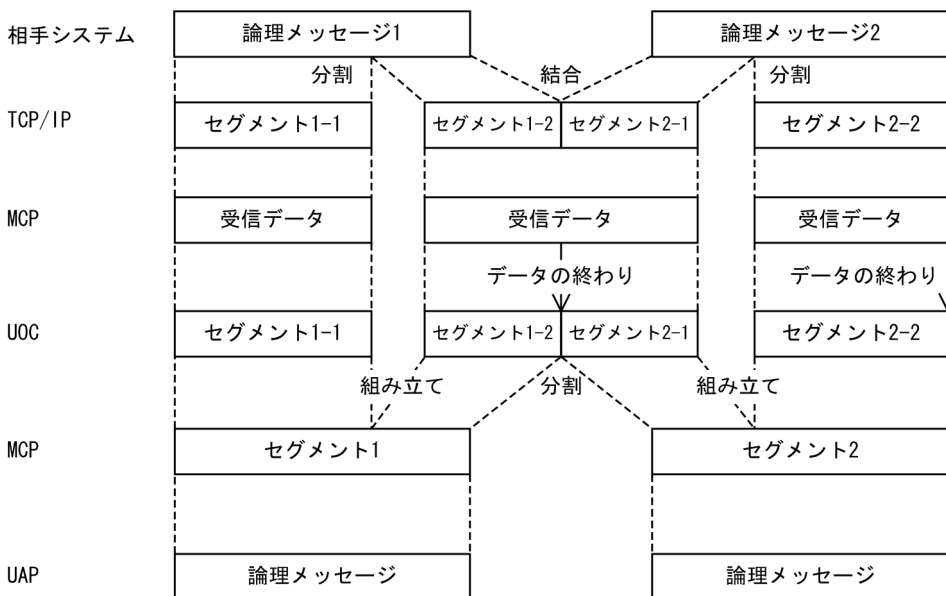 相手システム
論理メッセージ1
論理メッセージ2
分割
結合
分割
TCP/IP
セグメント1-1
セグメント1-2
セグメント2-1
セグメント2-2
MCP
受信データ
受信データ
受信データ
データの終わり
データの終わり
UOC
セグメント1-1
セグメント1-2
セグメント2-1
セグメント2-2
組み立て
分割
組み立て
MCP
セグメント1
セグメント2
UAP
論理メッセージ
論理メッセージ